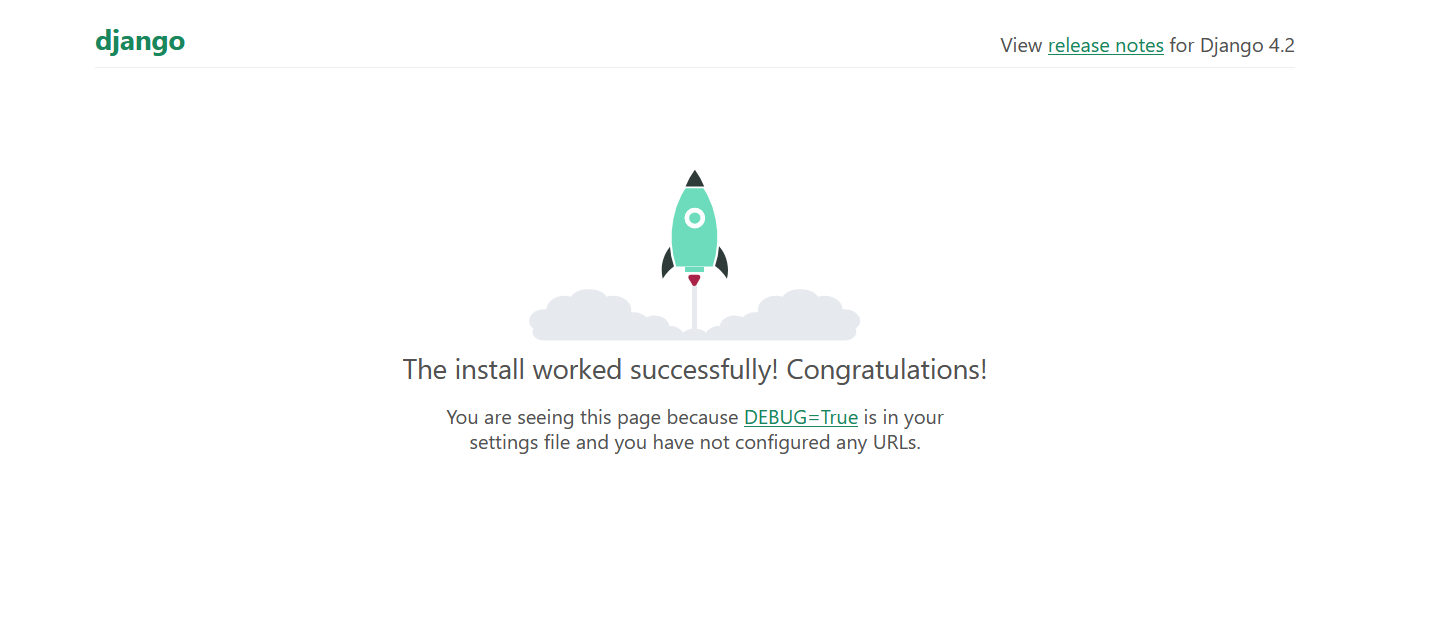 django
View release notes for Django 4.2
The install worked successfully! Congratulations!
You are seeing this page because DEBUG=True is in your
settings file and you have not configured any URLs.